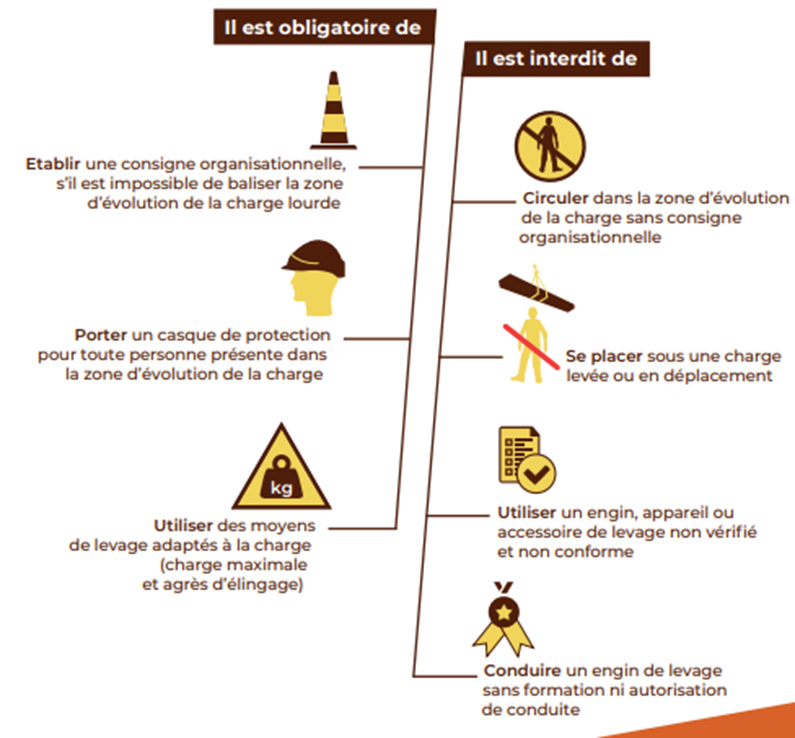 Il est obligatoire de
Etablir une consigne organisationnelle,
s'il est impossible de baliser la zone
d'évolution de la charge lourde
Porter un casque de protection
pour toute personne présente dans
la zone d'évolution de la charge
kg
Utiliser des moyens
de levage adaptés à la charge
(charge maximale
et agrès d'élingage)
Il est interdit de
Circuler dans la zone d'évolution
de la charge sans consigne
organisationnelle
Se placer sous une charge
levée ou en déplacement
Utiliser un engin, appareil ou
accessoire de levage non vérifié
et non conforme
Conduire un engin de levage
sans formation ni autorisation
de conduite